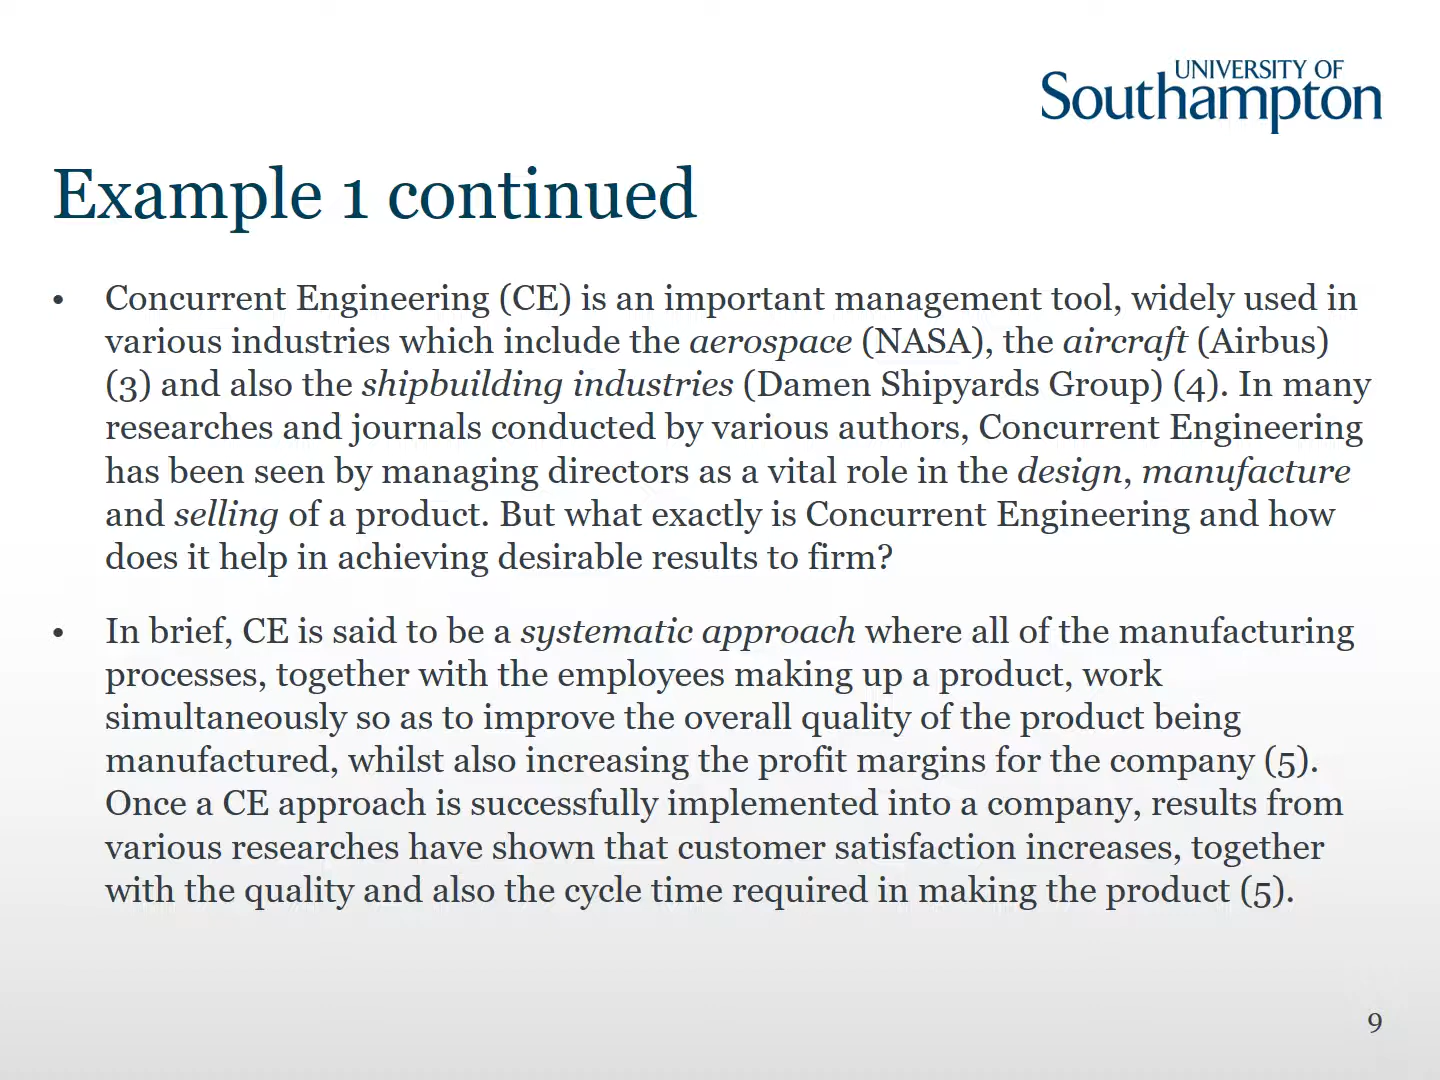 UNIVERSITY OF
Southampton
Example 1 continued
• Concurrent Engineering (CE) is an important management tool, widely used in
various industries which include the aerospace (NASA), the aircraft (Airbus)
(3) and also the shipbuilding industries (Damen Shipyards Group) (4). In many
researches and journals conducted by various authors, Concurrent Engineering
has been seen by managing directors as a vital role in the design, manufacture
and selling of a product. But what exactly is Concurrent Engineering and how
does it help in achieving desirable results to firm?
• In brief, CE is said to be a systematic approach where all of the manufacturing
processes, together with the employees making up a product, work
simultaneously so as to improve the overall quality of the product being
manufactured, whilst also increasing the profit margins for the company (5).
Once a CE approach is successfully implemented into a company, results from
various researches have shown that customer satisfaction increases, together
with the quality and also the cycle time required in making the product (5).
9